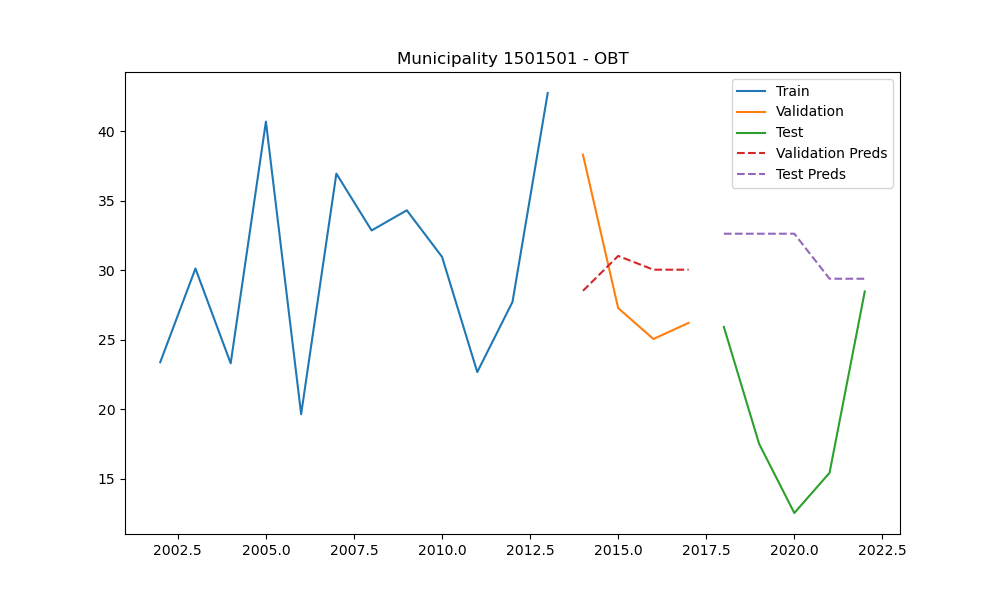 Municipality 1501501 - OBT
Train
Validation
Test
Validation Preds
Test Preds
40
35
30
25
20
15
2002.5 2005.0 2007.5 2010.0 2012.5 2015.0 2017.5 2020.0 2022.5